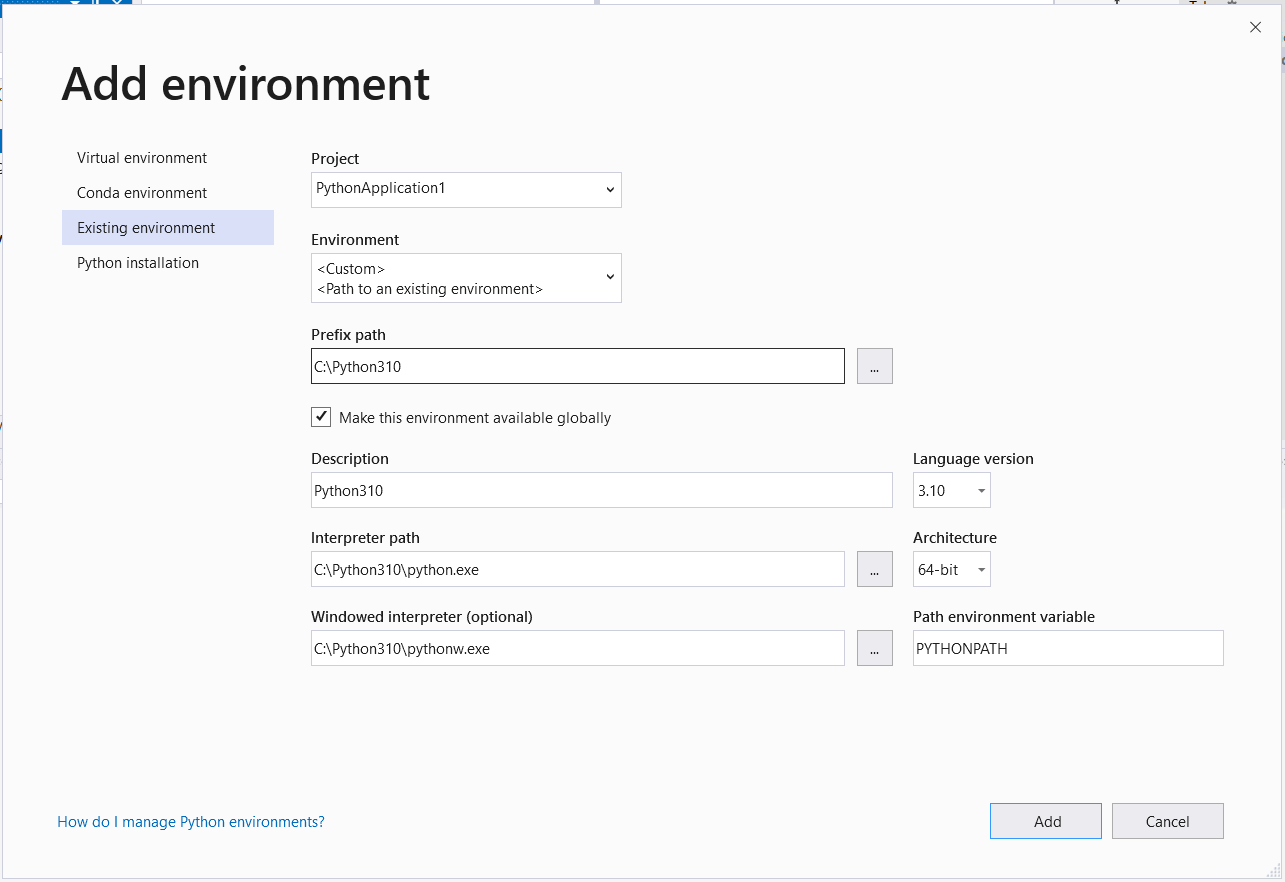 Add environment
Virtual environment
Conda environment
Existing environment
Python installation
Project
PythonApplication1
Environment
<Custom>
<Path to an existing environment>
Prefix path
C:\Python310
...
Make this environment available globally
Description
Language version
Python310
3.10
Interpreter path
Architecture
C:\Python310\python.exe
...
64-bit
Windowed interpreter (optional)
Path environment variable
C:\Python310\pythonw.exe
...
PYTHONPATH
How do I manage Python environments?
Add
Cancel